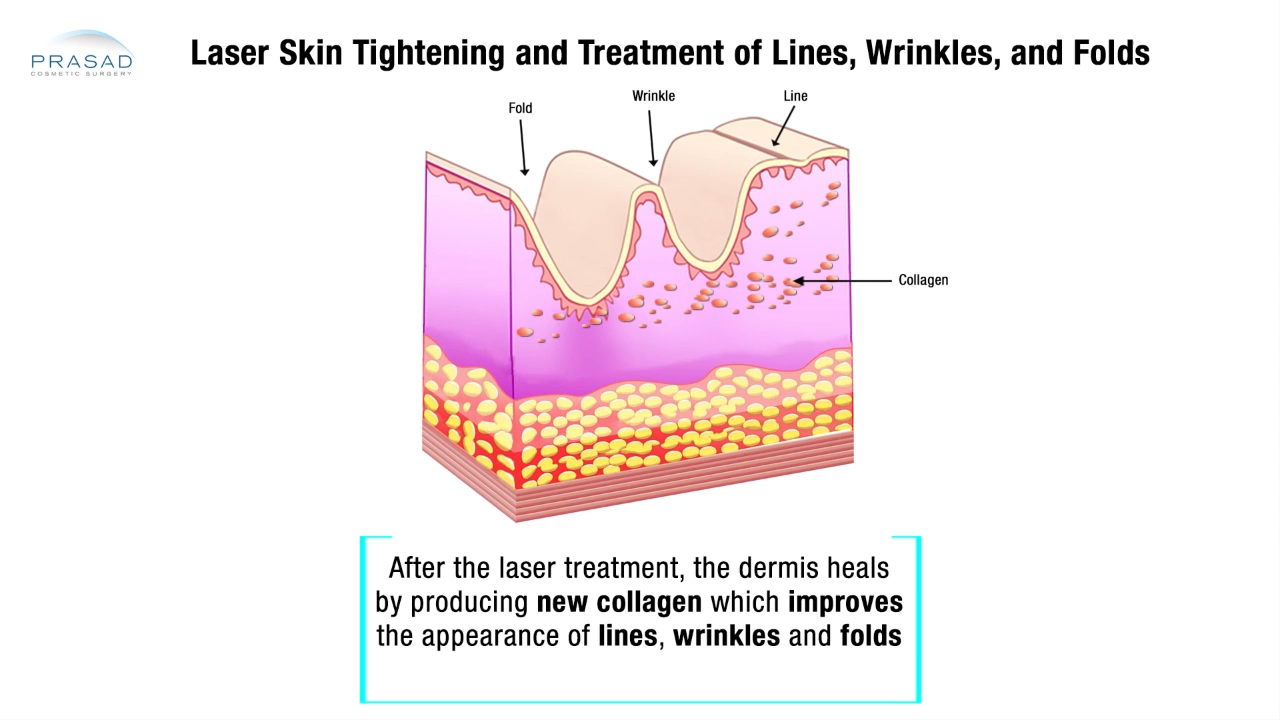 PRASAD
COSMETIC SURGERY
Laser Skin Tightening and Treatment of Lines, Wrinkles, and Folds
Fold
Wrinkle
Line
Collagen
After the laser treatment, the dermis heals
by producing new collagen which improves
the appearance of lines, wrinkles and folds